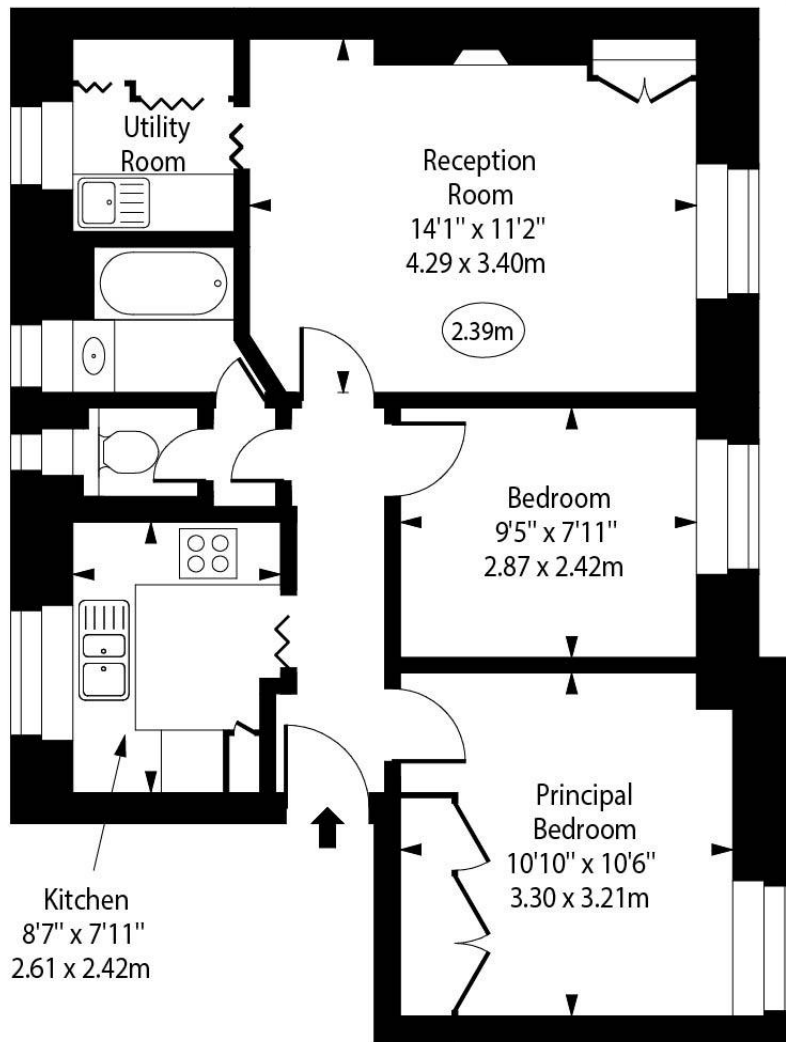 Utility
Room
Reception
Room
14'1" x 11'2"
4.29 x 3.40m
2.39m
Bedroom
9'5" x 7'11"
2.87 x 2.42m
Principal
Bedroom
10'10" x 10'6"
3.30 x 3.21m
Kitchen
8'7" x 7'11"
2.61 x 2.42m